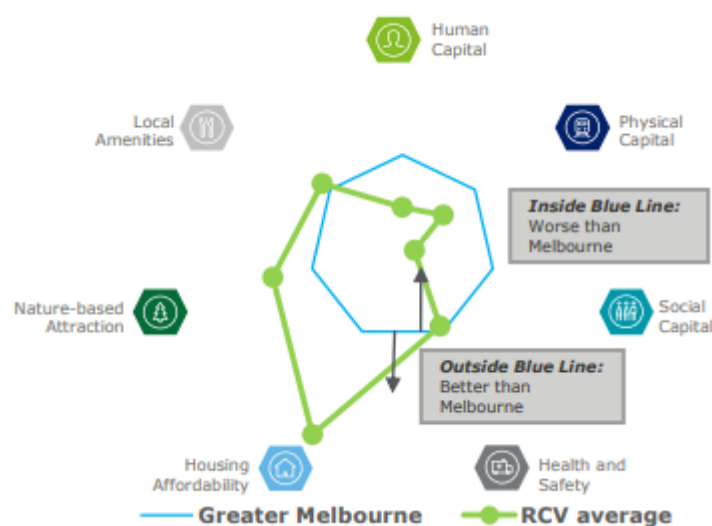 Human
Capital
Local
Amenities
Physical
Capital
Inside Blue Line:
Worse than
Melbourne
Nature-based
Attraction
Social
Capital
Outside Blue Line:
Better than
Melbourne
Housing
Affordability
Health and
Safety
Greater Melbourne
RCV average